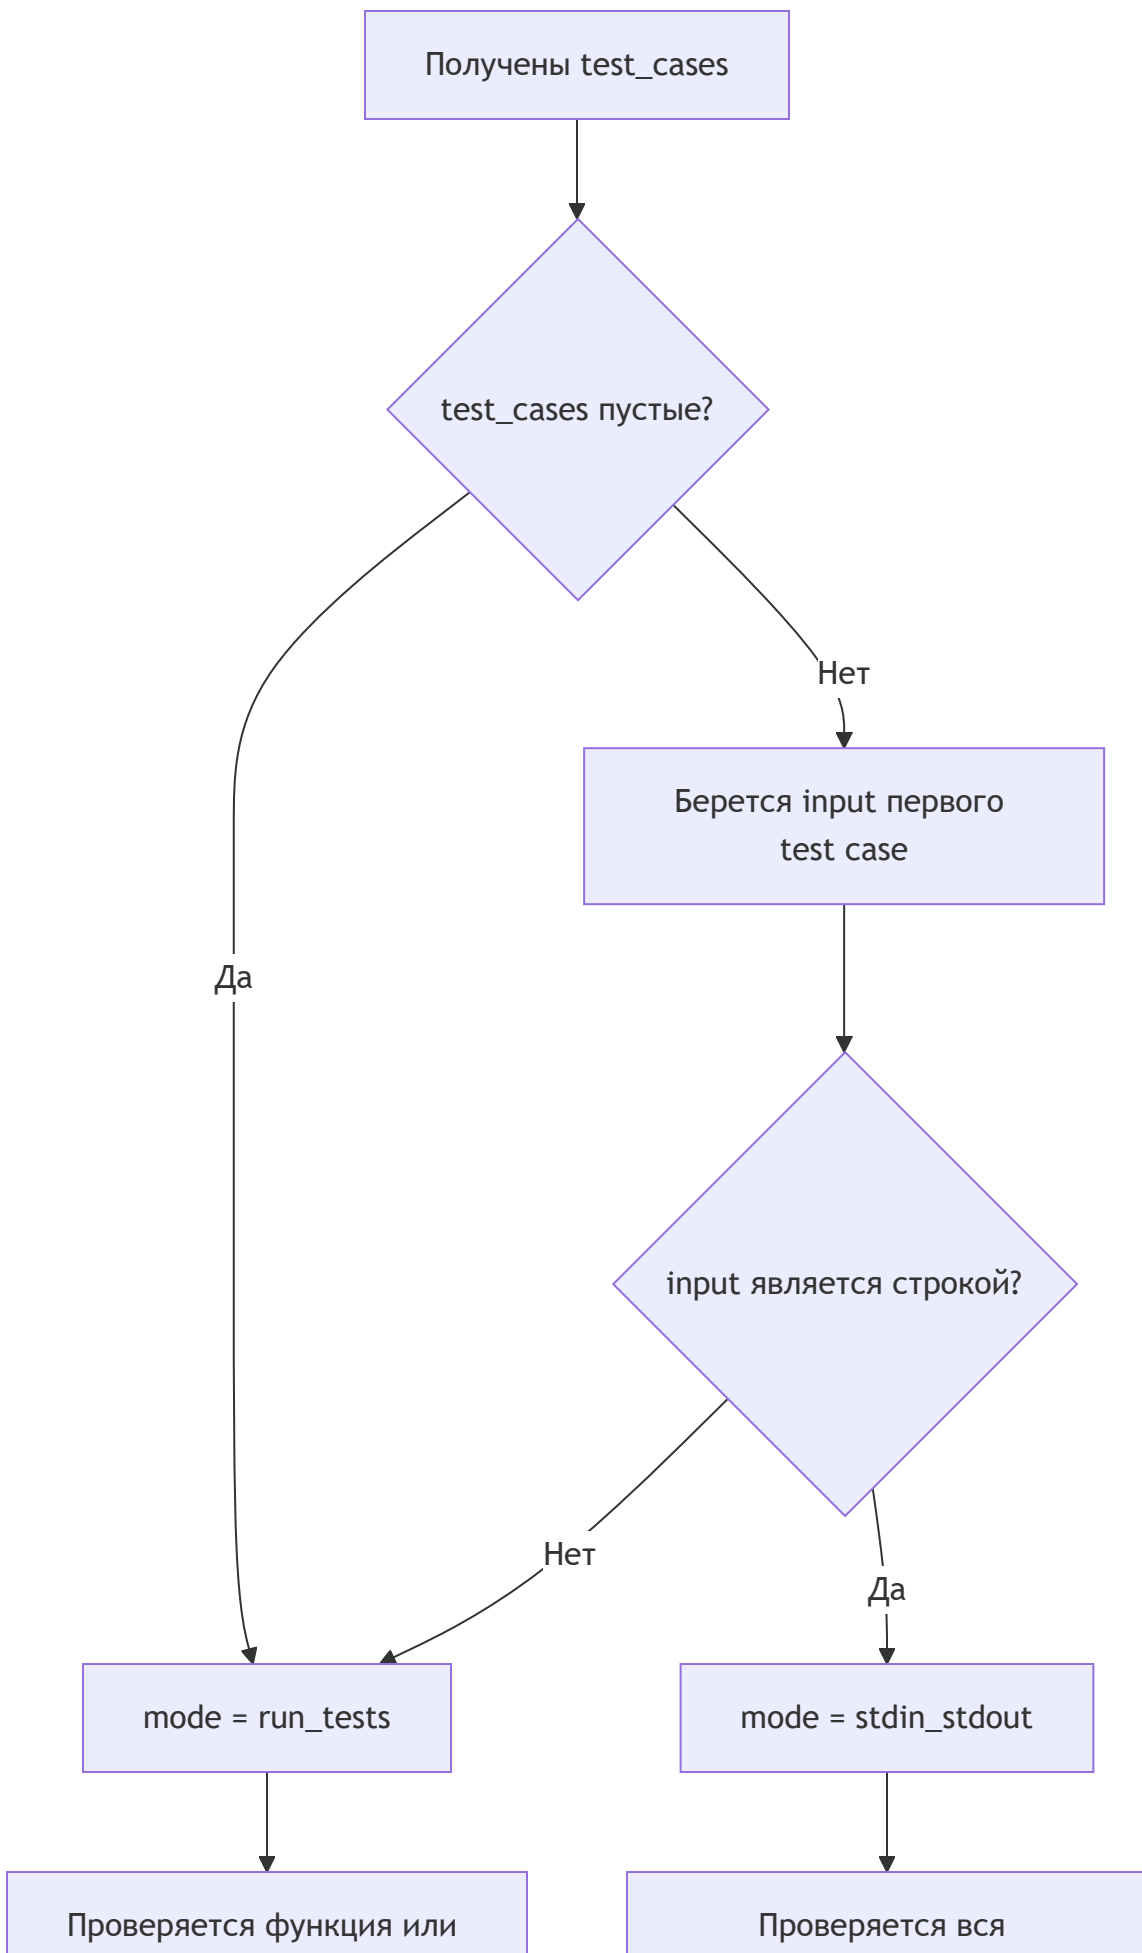 Получены test_cases
test_cases пустые?
Нет
Берется input первого
test case
Да
input является строкой?
Нет
Да
mode = run_tests
mode = stdin_stdout
Проверяется функция или
Проверяется вся